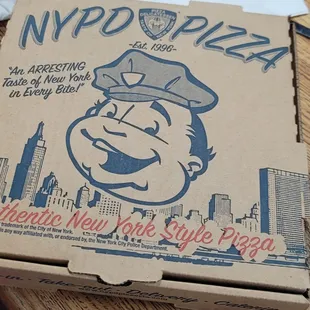 NYPD PIZZA
-Est. 1996-
"An ARRESTING
Taste of New York
in Every Bite!"
thentic New York Style Pizza
trademark of the City of New York.
in any way affiliated with, or endorsed by, the New York City Police Department.